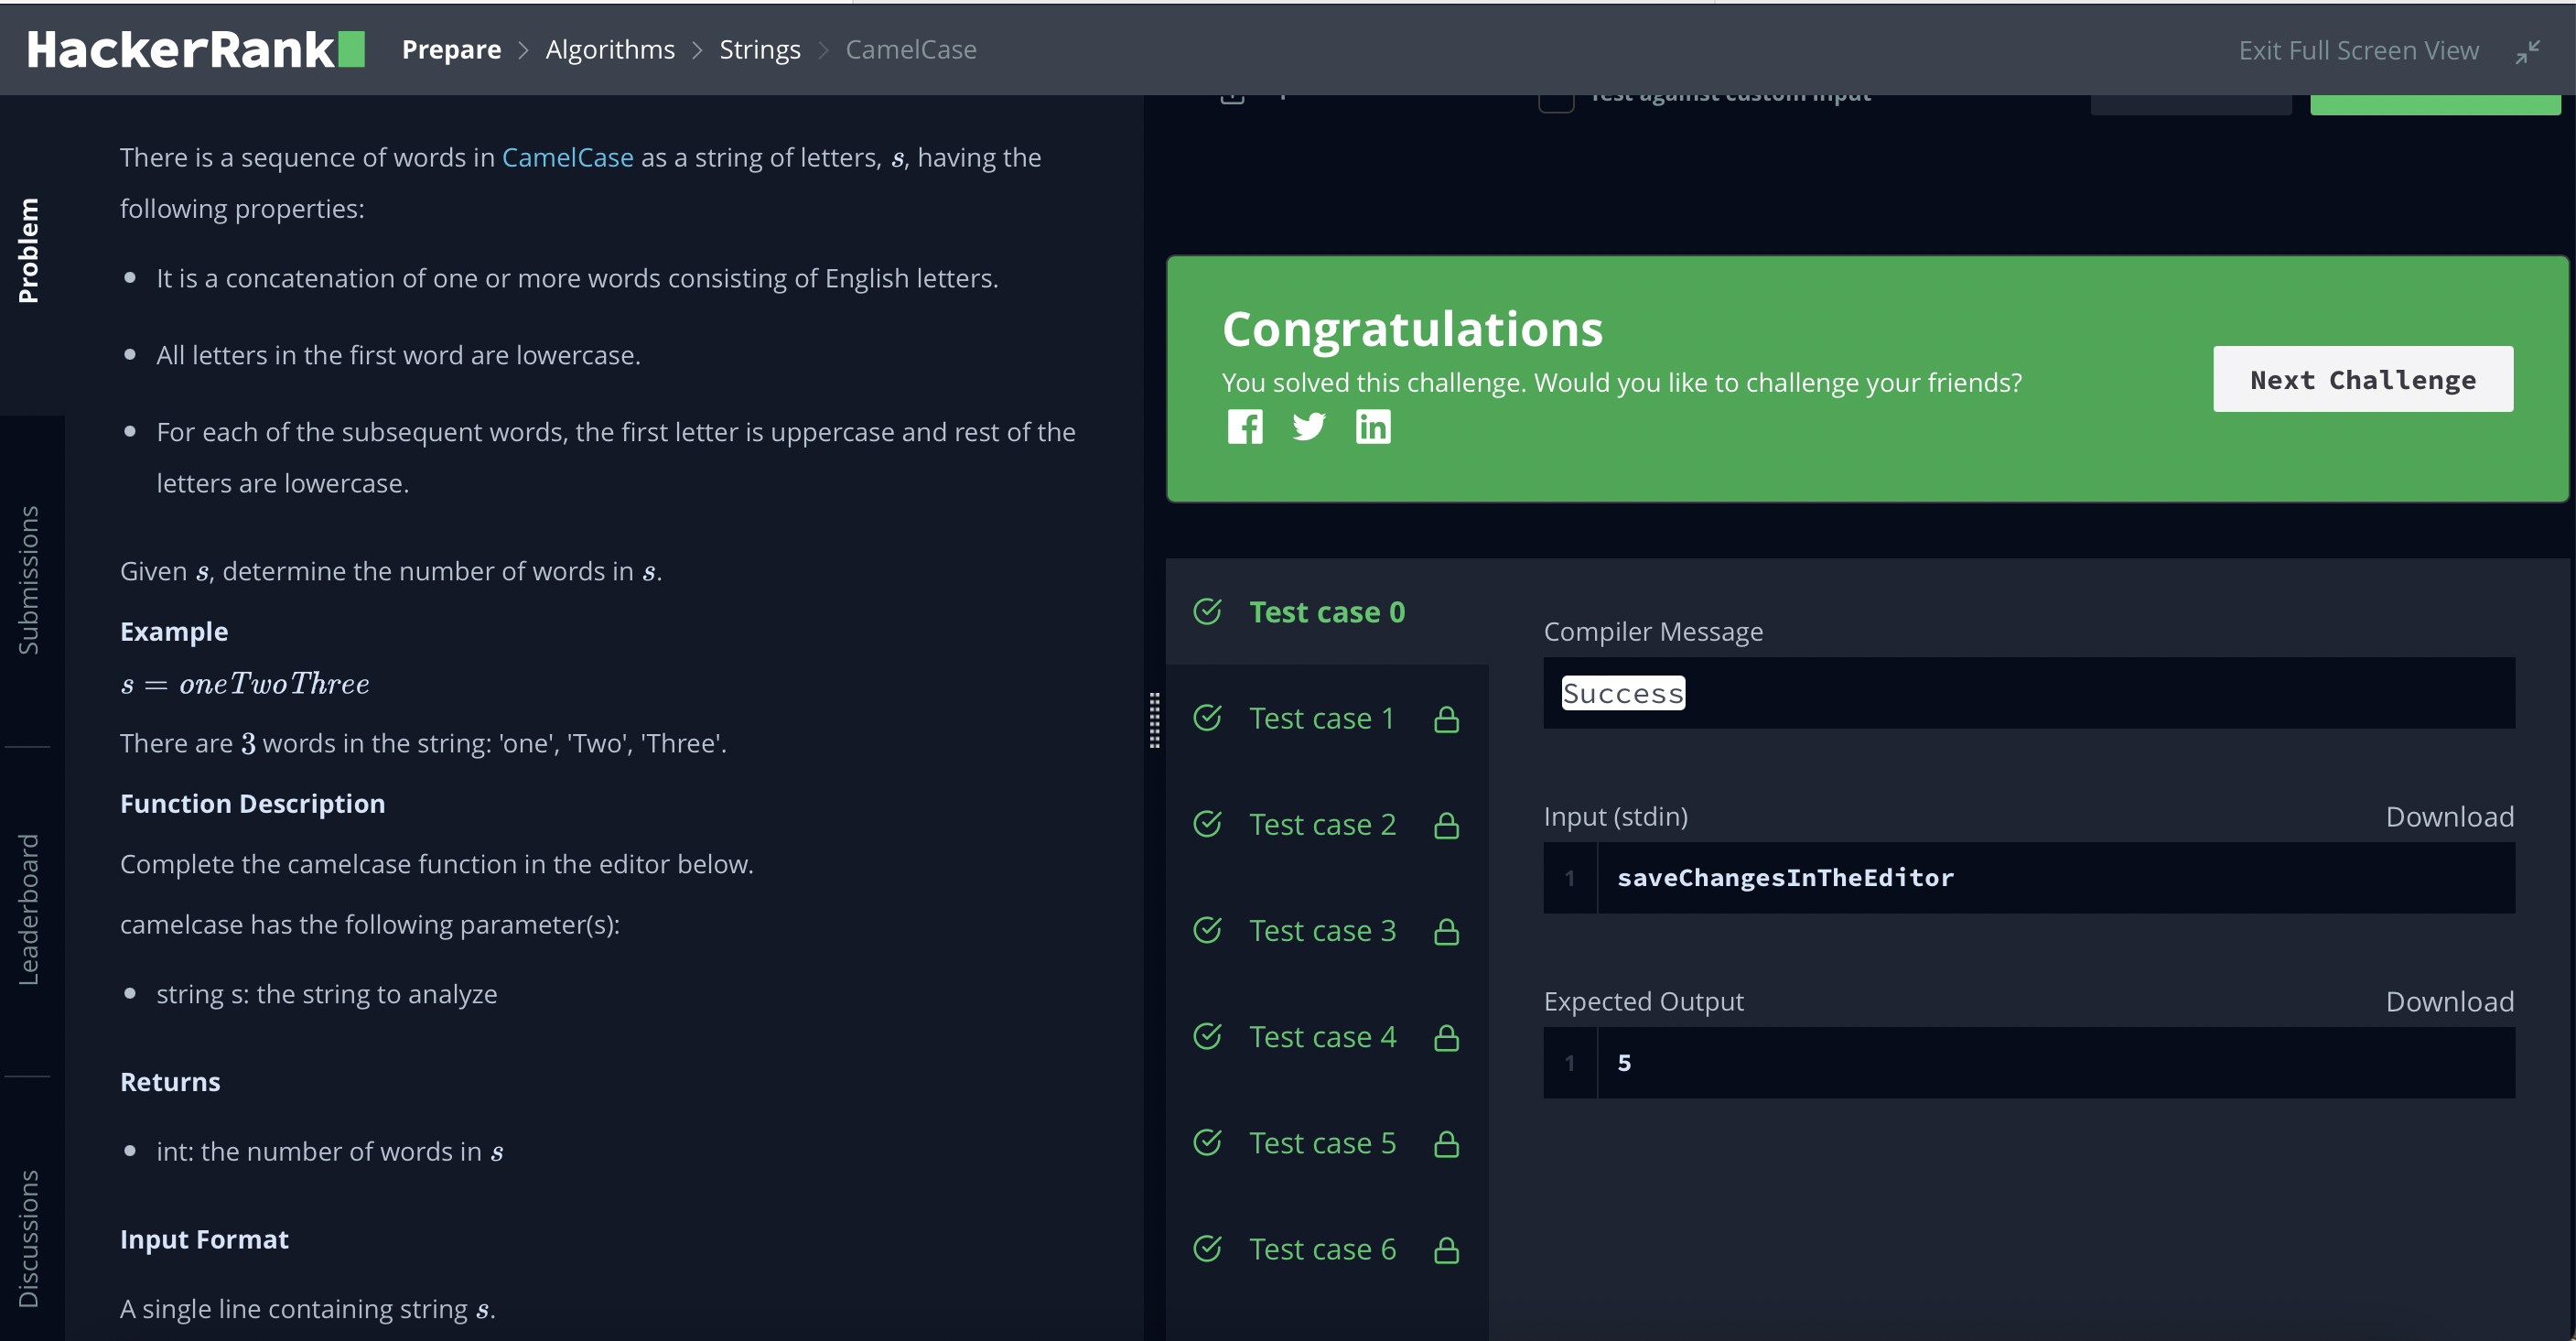 HackerRank
Prepare > Algorithms > Strings > CamelCase
Exit Full Screen View
Problem
Submissions
Leaderboard
Discussions
There is a sequence of words in CamelCase as a string of letters, s, having the
following properties:
• It is a concatenation of one or more words consisting of English letters.
• All letters in the first word are lowercase.
• For each of the subsequent words, the first letter is uppercase and rest of the
letters are lowercase.
Given s, determine the number of words in s.
Example
s = oneTwoThree
There are 3 words in the string: 'one', 'Two', 'Three'.
Function Description
Complete the camelcase function in the editor below.
camelcase has the following parameter(s):
• string s: the string to analyze
Returns
• int: the number of words in s
Input Format
A single line containing string s.
Test against custom input
Congratulations
You solved this challenge. Would you like to challenge your friends?
Next Challenge
Test case 0
Test case 1
Test case 2
Test case 3
Test case 4
Test case 5
Test case 6
Compiler Message
Success
Input (stdin)
Download
1 saveChangesInTheEditor
Expected Output
Download
1 5